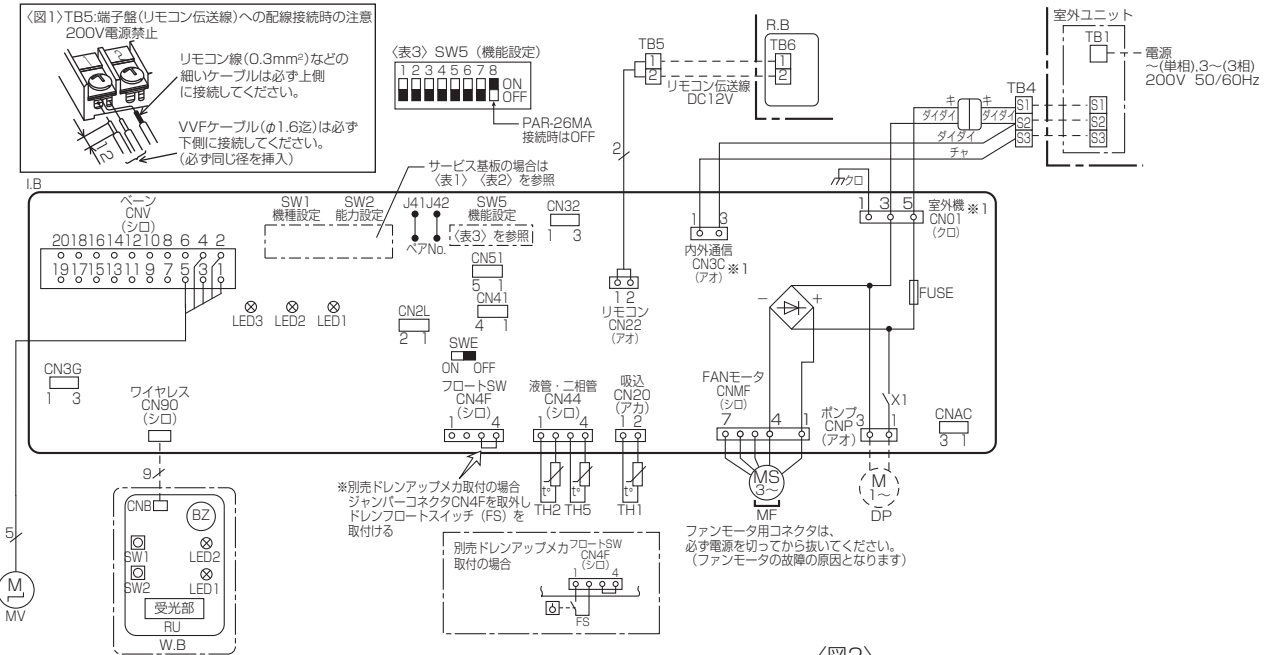 〈図1〉TB5:端子盤(リモコン伝送線)への配線接続時の注意
200V電源禁止
リモコン線(0.3mm²)などの
細いケーブルは必ず上側
に接続してください。
VVFケーブル(φ1.6迄)は必ず
下側に接続してください。
(必ず同じ径を挿入)
1
2
12
〈表3〉SW5（機能設定）
1 2 3 4 5 6 7 8
ON
OFF
PAR-26MA
接続時はOFF
TB5
1
2
リモコン伝送線
DC12V
R.B
TB6
1
2
室外ユニット
TB1
電源
～(単相),3～(3相)
200V 50/60Hz
TB4
S1
S2
S3
S1
S2
S3
キ
キ
ダイダイ
ダイダイ
ダイダイ
チャ
2
サービス基板の場合は
〈表1〉〈表2〉を参照
I.B
ベーン
CNV
(シロ)
2018161412108 6 4 2
1917151311 9 7 5 3 1
SW1
機種設定
SW2
能力設定
J41 J42
ペアNo.
SW5
機能設定
〈表3〉を参照
CN32
1 3
CN51
5 1
CN41
4 1
CN2L
2 1
LED3 LED2 LED1
SWE
ON OFF
クロ
1 3
内外通信
CN3C ※1
(アオ)
1 3 5
室外機 ※1
CN01
(クロ)
1 2
リモコン
CN22
(アオ)
FUSE
－
＋
CN3G
1 3
ワイヤレス
CN90
(シロ)
フロートSW
CN4F
(シロ)
1 4
液管・二相管
CN44
(シロ)
1 4
吸込
CN20
(アカ)
1 2
FANモータ
CNMF
(シロ)
7 4 1
ポンプ
CNP
(アオ)
3 1
X1
CNAC
3 1
9
※別売ドレンアップメカ取付の場合
ジャンパーコネクタCN4Fを取外し
ドレンフロートスイッチ（FS）を
取付ける
t° t° t°
TH2 TH5 TH1
MS
3～
MF
M
1～
DP
ファンモータ用コネクタは、
必ず電源を切ってから抜いてください。
（ファンモータの故障の原因となります）
CNB
BZ
SW1
LED2
SW2
LED1
受光部
RU
W.B
5
M
MV
別売ドレンアップメカ
取付の場合
フロートSW
CN4F
(シロ)
1 4
FS
〈図2〉